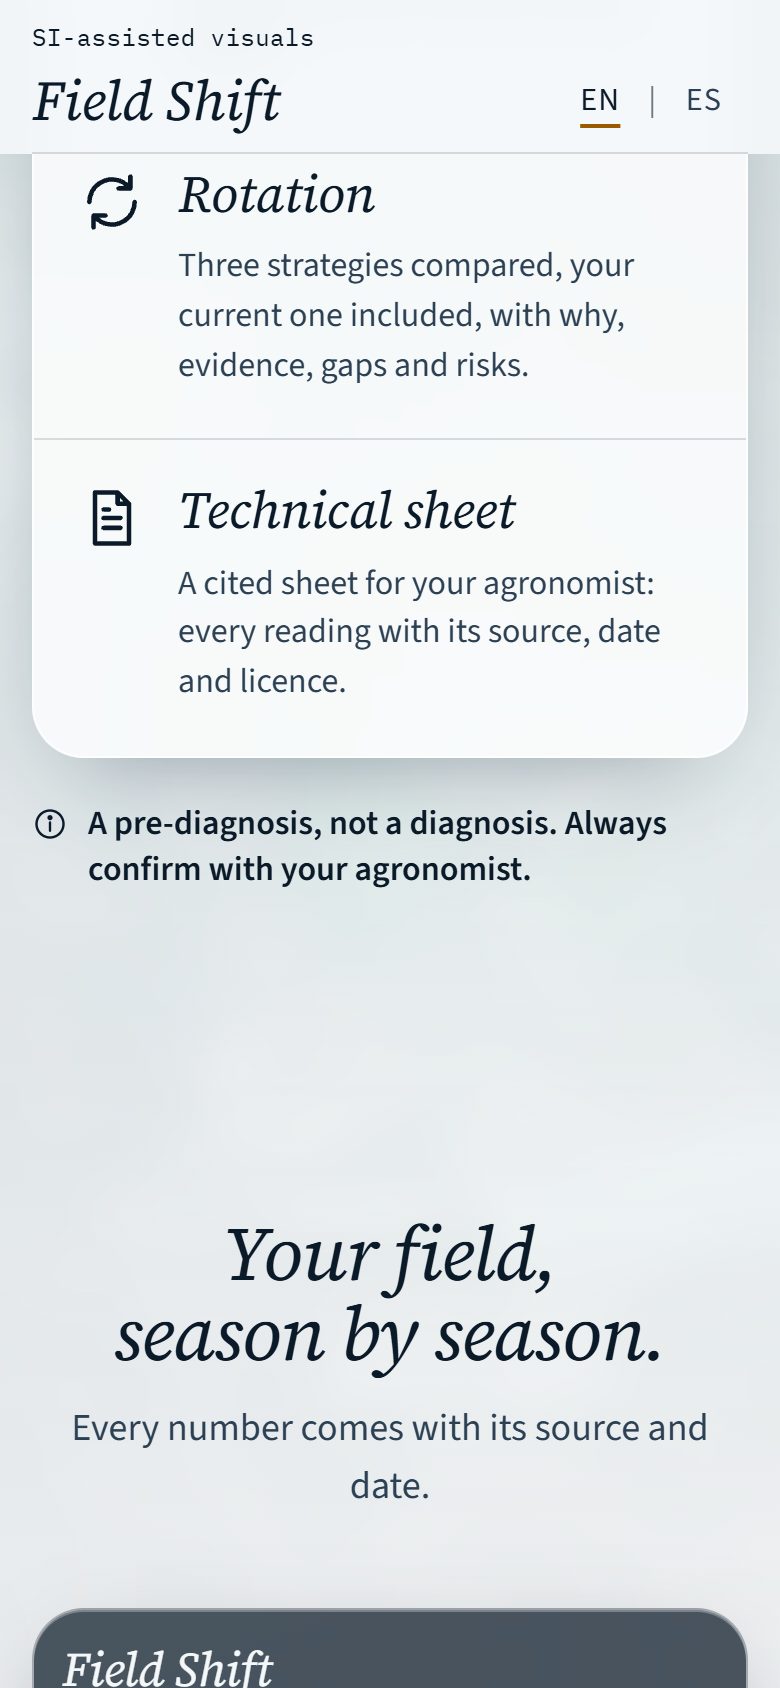 SI-assisted visuals
Field Shift
EN | ES
Rotation
Three strategies compared, your
current one included, with why,
evidence, gaps and risks.
Technical sheet
A cited sheet for your agronomist:
every reading with its source, date
and licence.
A pre-diagnosis, not a diagnosis. Always
confirm with your agronomist.
Your field,
season by season.
Every number comes with its source and
date.
Field Shift